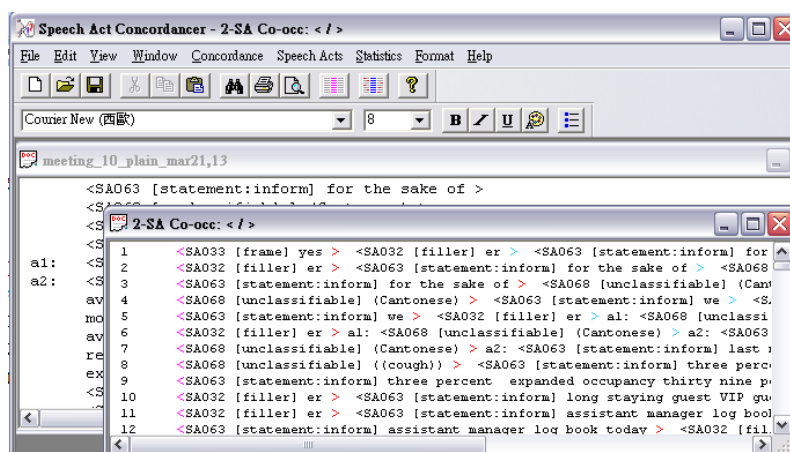 Speech Act Concordancer - 2-SA Co-occ: < / >
File Edit View Window Concordance Speech Acts Statistics Format Help
Courier New (西歐) 8 B I U
meeting_10_plain_mar21,13
<SA063 [statement:inform] for the sake of >
2-SA Co-occ: < / >
a1: <S
a2: <S
av
mo
av
re
ex
<S
1 <SA033 [frame] yes > <SA032 [filler] er > <SA063 [statement:inform] for
2 <SA032 [filler] er > <SA063 [statement:inform] for the sake of > <SA068
3 <SA063 [statement:inform] for the sake of > <SA068 [unclassifiable] (Can
4 <SA068 [unclassifiable] (Cantonese) > <SA063 [statement:inform] we > <S
5 <SA063 [statement:inform] we > <SA032 [filler] er > a1: <SA068 [unclassi
6 <SA032 [filler] er > a1: <SA068 [unclassifiable] (Cantonese) > a2: <SA063
7 <SA068 [unclassifiable] (Cantonese) > a2: <SA063 [statement:inform] last
8 <SA068 [unclassifiable] ((cough)) > <SA063 [statement:inform] three perc
9 <SA063 [statement:inform] three percent expanded occupancy thirty nine p
10 <SA032 [filler] er > <SA063 [statement:inform] long staying guest VIP gu
11 <SA032 [filler] er > <SA063 [statement:inform] assistant manager log boo
12 <SA063 [statement:inform] assistant manager log book today > <SA032 [fil